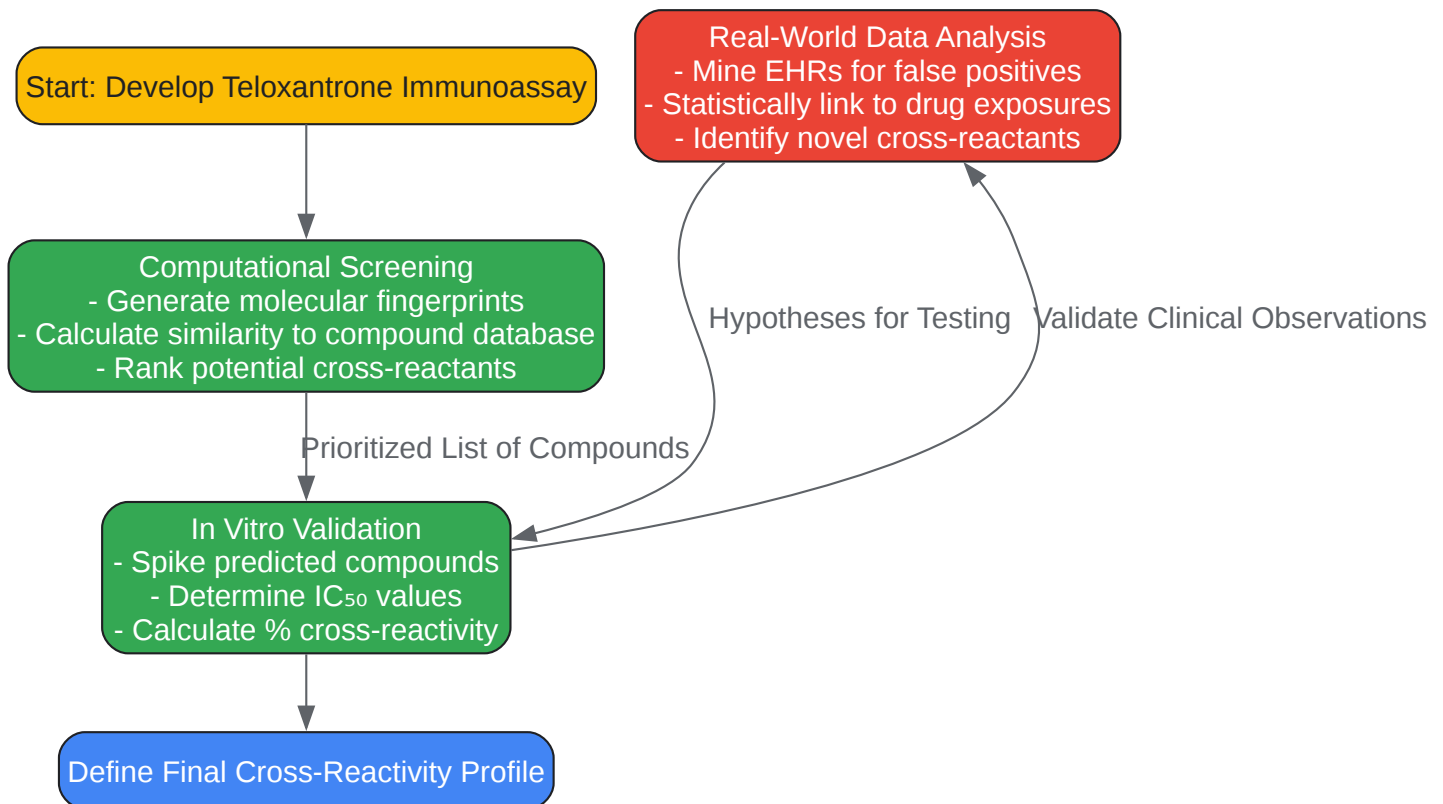 Start: Develop Teloxantrone Immunoassay
Real-World Data Analysis
- Mine EHRs for false positives
- Statistically link to drug exposures
- Identify novel cross-reactants
Computational Screening
- Generate molecular fingerprints
- Calculate similarity to compound database
- Rank potential cross-reactants
Hypotheses for Testing
Validate Clinical Observations
Prioritized List of Compounds
In Vitro Validation
- Spike predicted compounds
- Determine IC₅₀ values
- Calculate % cross-reactivity
Define Final Cross-Reactivity Profile